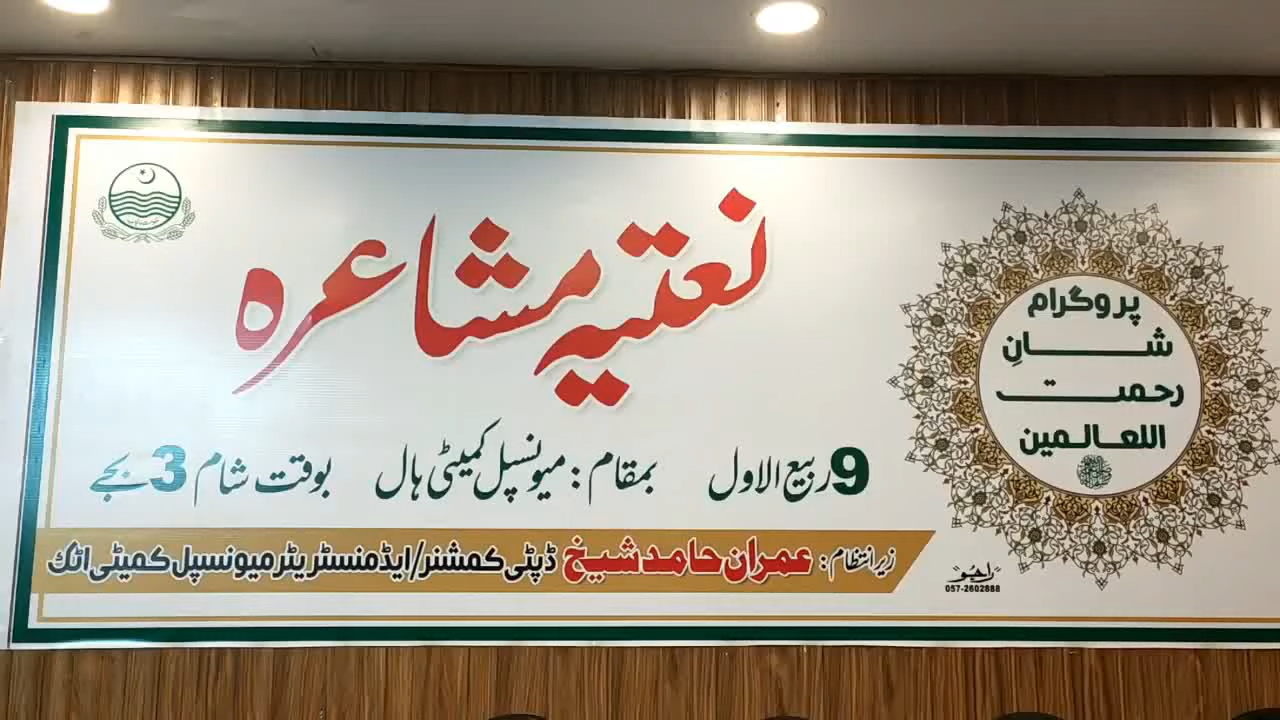 نعتیہ مشاعرہ
پروگرام
شانِ
رحمت
اللعالمین
9 ربیع الاول بمقام : میونسپل کمیٹی ہال بوقت شام 3 بجے
زیرانتظام : عمران حامد شیخ ڈپٹی کمشنر/ایڈمنسٹریٹر میونسپل کمیٹی اٹک
057-2602888